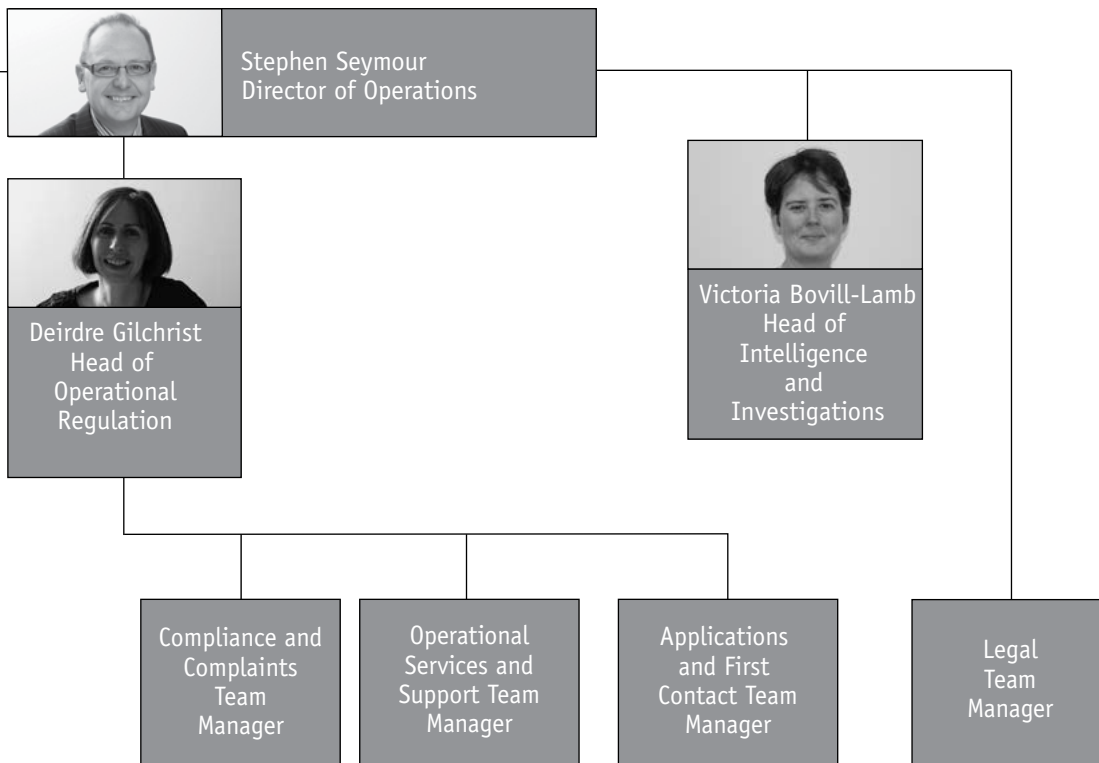 Stephen Seymour
Director of Operations
Deirdre Gilchrist
Head of
Operational
Regulation
Victoria Bovill-Lamb
Head of
Intelligence
and
Investigations
Compliance and
Complaints
Team
Manager
Operational
Services and
Support Team
Manager
Applications
and First
Contact Team
Manager
Legal
Team
Manager